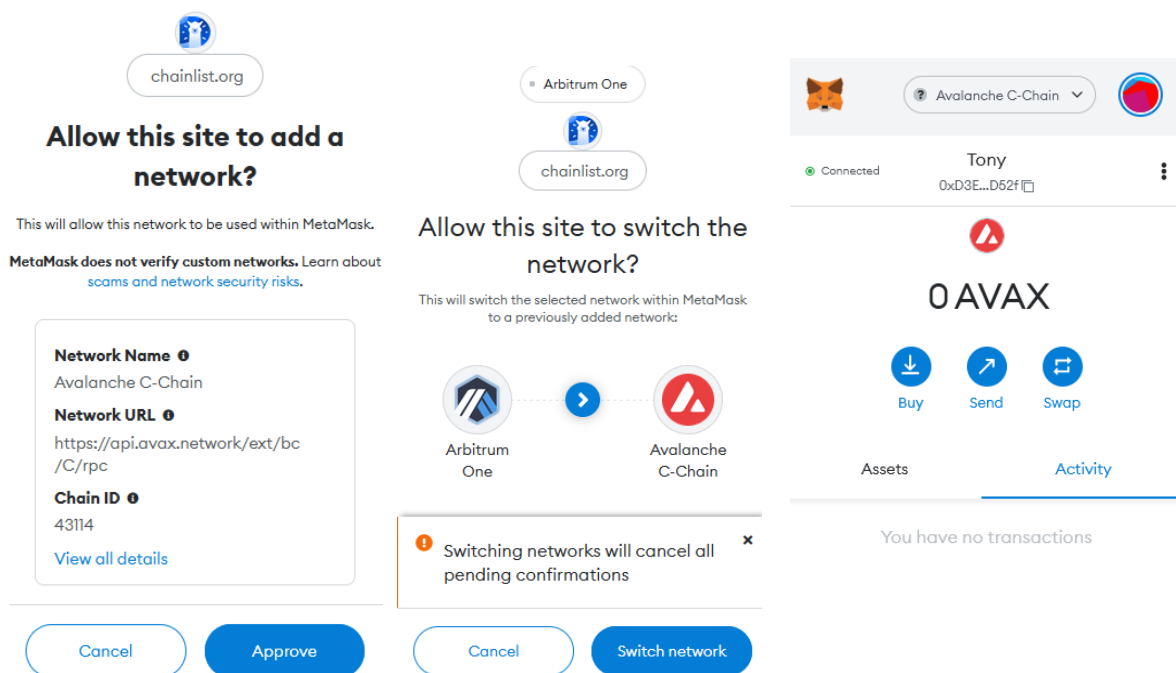 chainlist.org
Allow this site to add a
network?
This will allow this network to be used within MetaMask.
MetaMask does not verify custom networks. Learn about
scams and network security risks.
Network Name
Avalanche C-Chain
Network URL
https://api.avax.network/ext/bc
/C/rpc
Chain ID
43114
View all details
Cancel
Approve
Arbitrum One
chainlist.org
Allow this site to switch the
network?
This will switch the selected network within MetaMask
to a previously added network:
Arbitrum
One
Avalanche
C-Chain
Switching networks will cancel all
pending confirmations
Cancel
Switch network
Avalanche C-Chain
Connected
Tony
0xD3E...D52f
0 AVAX
Buy
Send
Swap
Assets
Activity
You have no transactions